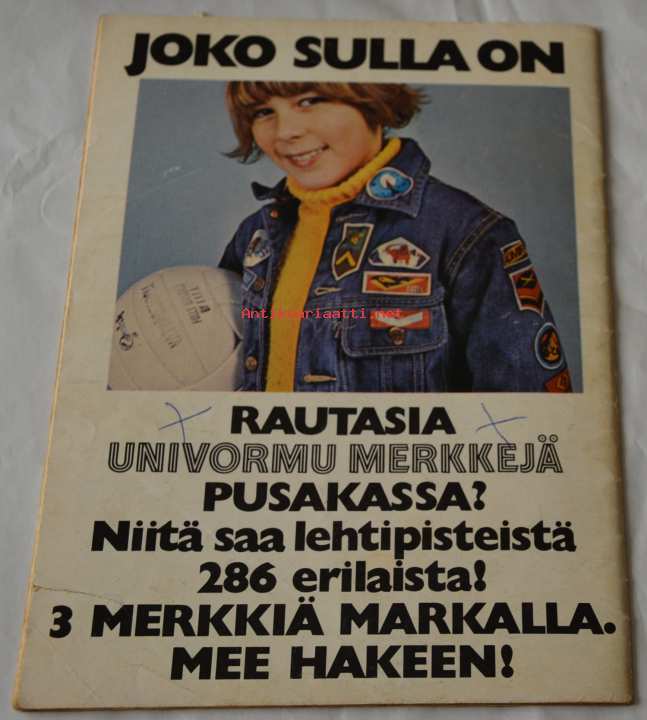 JOKO SULLA ON
Antikvariaatti.net
RAUTASIA
UNIVORMU MERKKEJÄ
PUSAKASSA?
Niitä saa lehtipisteistä
286 erilaista!
3 MERKKIÄ MARKALLA.
MEE HAKEEN!